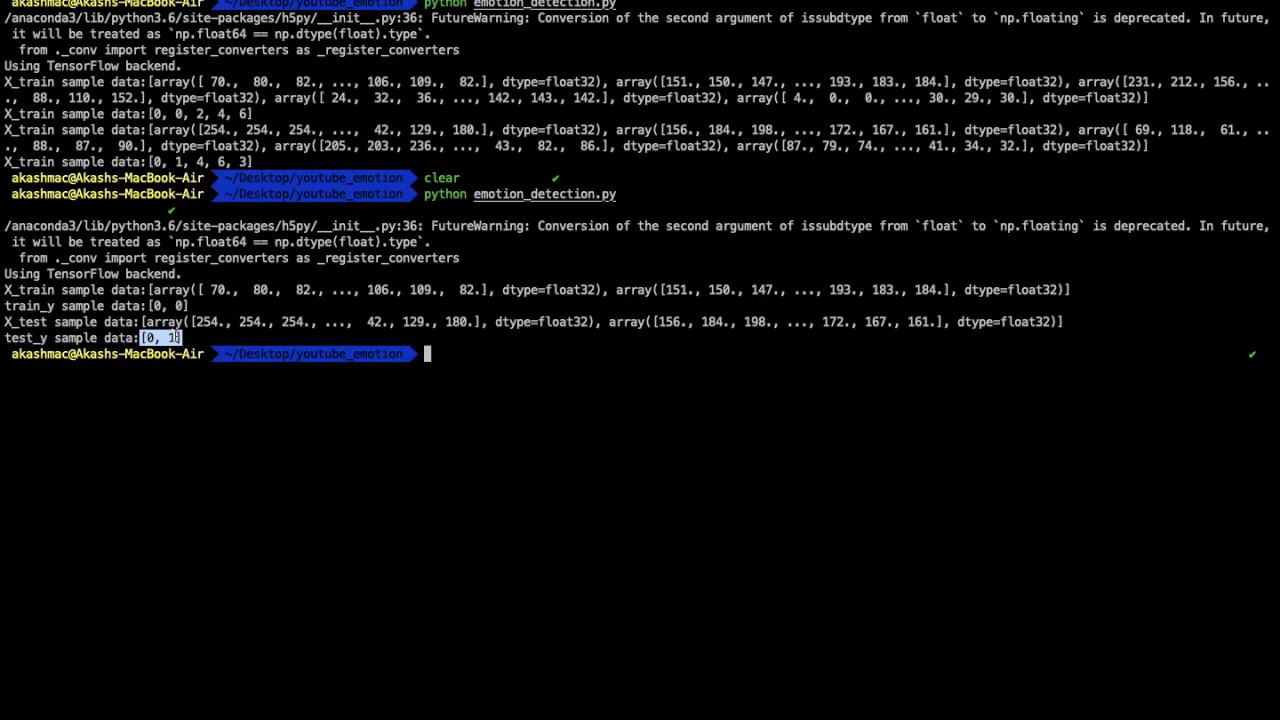 akashmac@Akashs-MacBook-Air ~/Desktop/youtube_emotion python emotion_detection.py
/anaconda3/lib/python3.6/site-packages/h5py/__init__.py:36: FutureWarning: Conversion of the second argument of issubdtype from `float` to `np.floating` is deprecated. In future,
it will be treated as `np.float64 == np.dtype(float).type`.
from ._conv import register_converters as _register_converters
Using TensorFlow backend.
X_train sample data:[array([ 70., 80., 82., ..., 106., 109., 82.], dtype=float32), array([151., 150., 147., ..., 193., 183., 184.], dtype=float32), array([231., 212., 156., ..
., 88., 110., 152.], dtype=float32), array([ 24., 32., 36., ..., 142., 143., 142.], dtype=float32), array([ 4., 0., 0., ..., 30., 29., 30.], dtype=float32)]
X_train sample data:[0, 0, 2, 4, 6]
X_train sample data:[array([254., 254., 254., ..., 42., 129., 180.], dtype=float32), array([156., 184., 198., ..., 172., 167., 161.], dtype=float32), array([ 69., 118., 61., ..
., 88., 87., 90.], dtype=float32), array([205., 203., 236., ..., 43., 82., 86.], dtype=float32), array([87., 79., 74., ..., 41., 34., 32.], dtype=float32)]
X_train sample data:[0, 1, 4, 6, 3]
akashmac@Akashs-MacBook-Air ~/Desktop/youtube_emotion clear ✔
akashmac@Akashs-MacBook-Air ~/Desktop/youtube_emotion python emotion_detection.py
✔
/anaconda3/lib/python3.6/site-packages/h5py/__init__.py:36: FutureWarning: Conversion of the second argument of issubdtype from `float` to `np.floating` is deprecated. In future,
it will be treated as `np.float64 == np.dtype(float).type`.
from ._conv import register_converters as _register_converters
Using TensorFlow backend.
X_train sample data:[array([ 70., 80., 82., ..., 106., 109., 82.], dtype=float32), array([151., 150., 147., ..., 193., 183., 184.], dtype=float32)]
train_y sample data:[0, 0]
X_test sample data:[array([254., 254., 254., ..., 42., 129., 180.], dtype=float32), array([156., 184., 198., ..., 172., 167., 161.], dtype=float32)]
test_y sample data:[0, 1]
akashmac@Akashs-MacBook-Air ~/Desktop/youtube_emotion ✔